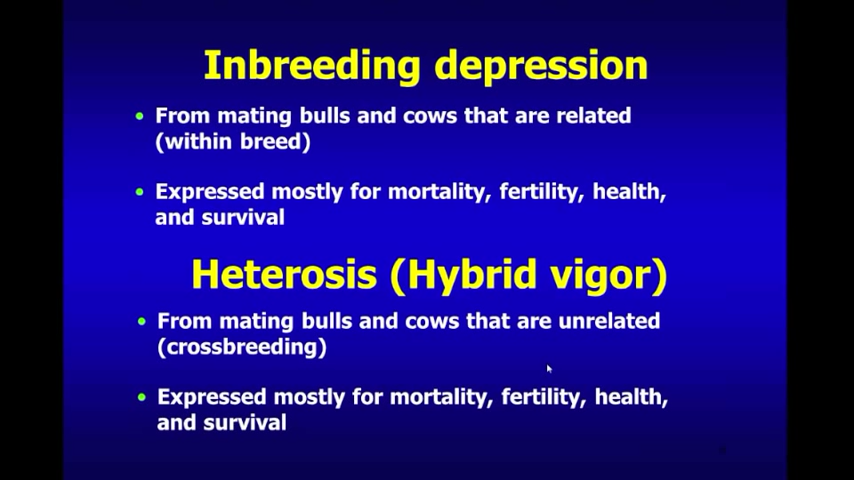 Inbreeding depression
• From mating bulls and cows that are related
(within breed)
• Expressed mostly for mortality, fertility, health,
and survival
Heterosis (Hybrid vigor)
• From mating bulls and cows that are unrelated
(crossbreeding)
• Expressed mostly for mortality, fertility, health,
and survival